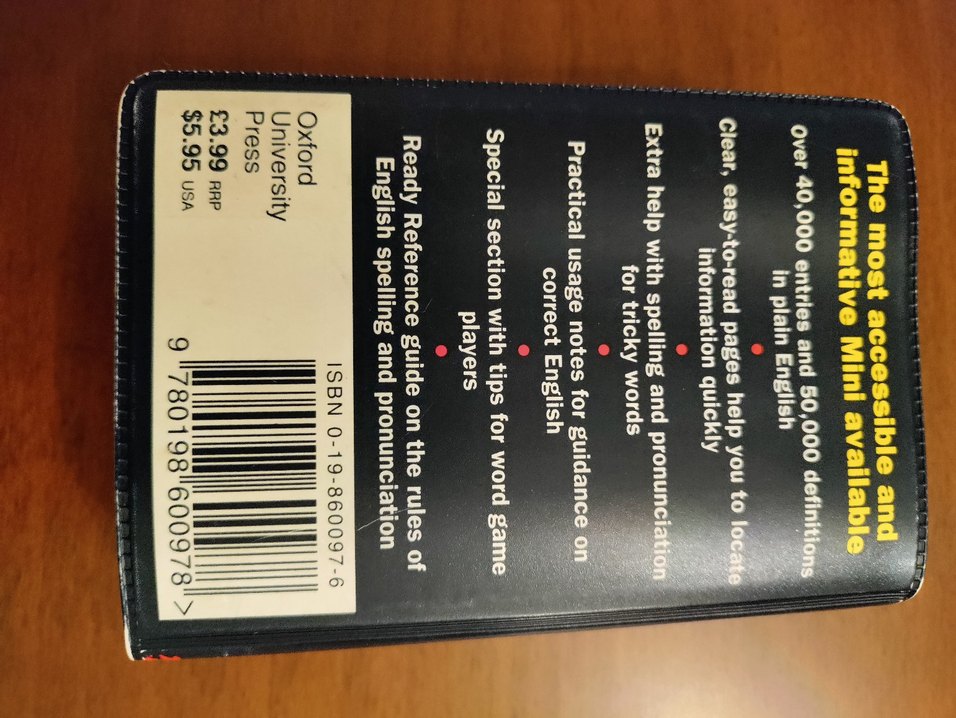 The most accessible and
informative Mini available
Over 40,000 entries and 50,000 definitions
in plain English
Clear, easy-to-read pages help you to locate
information quickly
Extra help with spelling and pronunciation
for tricky words
Practical usage notes for guidance on
correct English
Special section with tips for word game
players
Ready Reference guide on the rules of
English spelling and pronunciation
Oxford
University
Press
£3.99 RRP
$5.95 USA
ISBN 0-19-860097-6
9 780198 600978 >